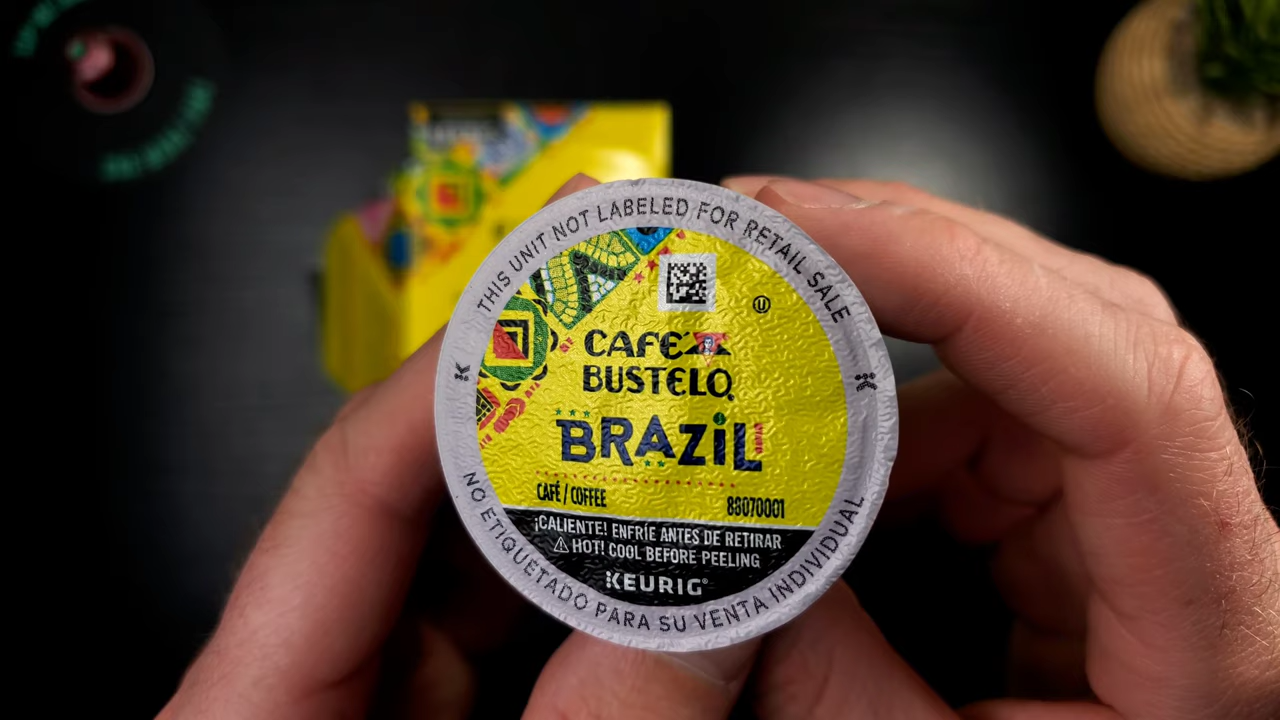 THIS UNIT NOT LABELED FOR RETAIL SALE
CAFÉ
BUSTELO
BRAZiL
CAFÉ / COFFEE
88070001
¡CALIENTE! ENFRÍE ANTES DE RETIRAR
⚠ HOT! COOL BEFORE PEELING
KEURIG®
NO ETIQUETADO PARA SU VENTA INDIVIDUAL